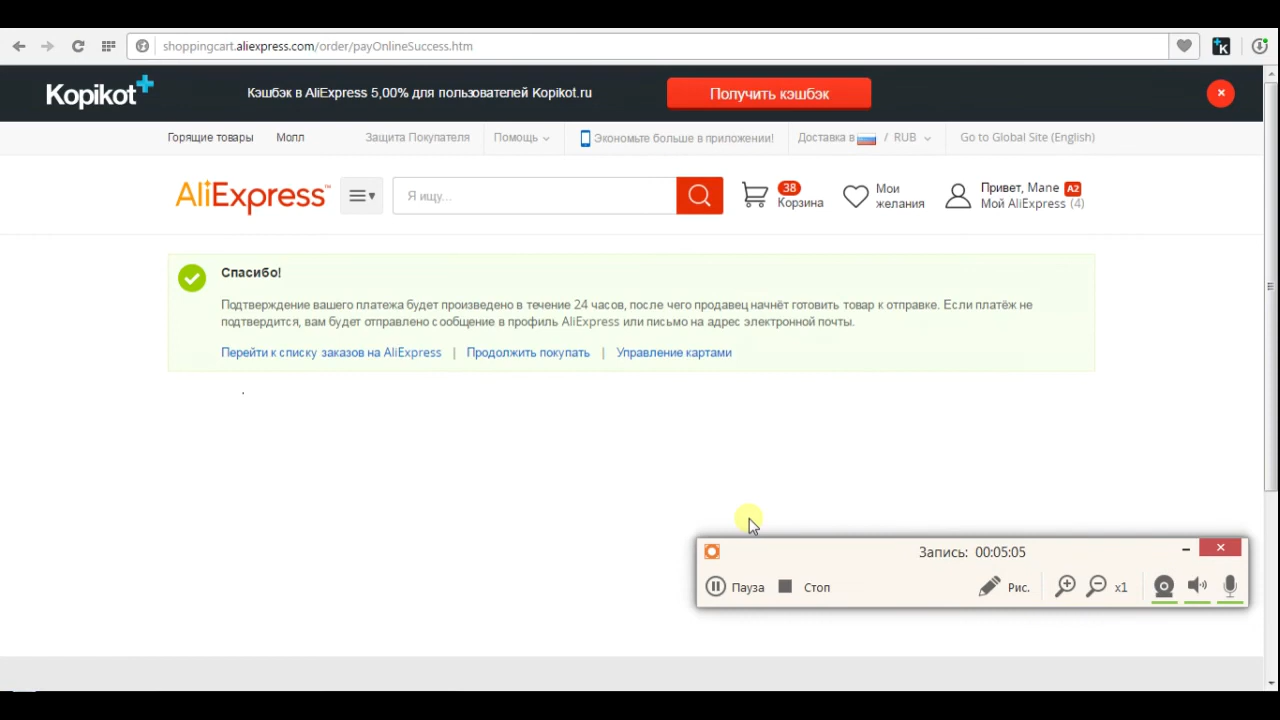 shoppingcart.aliexpress.com/order/payOnlineSuccess.htm
K
Kopikot+
Кэшбэк в AliExpress 5,00% для пользователей Kopikot.ru
Получить кэшбэк
Горящие товары Молл Защита Покупателя Помощь Экономьте больше в приложении! Доставка в / RUB Go to Global Site (English)
AliExpress™
Я ищу...
38
Корзина
Мои
желания
Привет, Mane A2
Мой AliExpress (4)
Спасибо!
Подтверждение вашего платежа будет произведено в течение 24 часов, после чего продавец начнёт готовить товар к отправке. Если платёж не
подтвердится, вам будет отправлено сообщение в профиль AliExpress или письмо на адрес электронной почты.
Перейти к списку заказов на AliExpress | Продолжить покупать | Управление картами
Запись: 00:05:05
Пауза Стоп Рис. x1